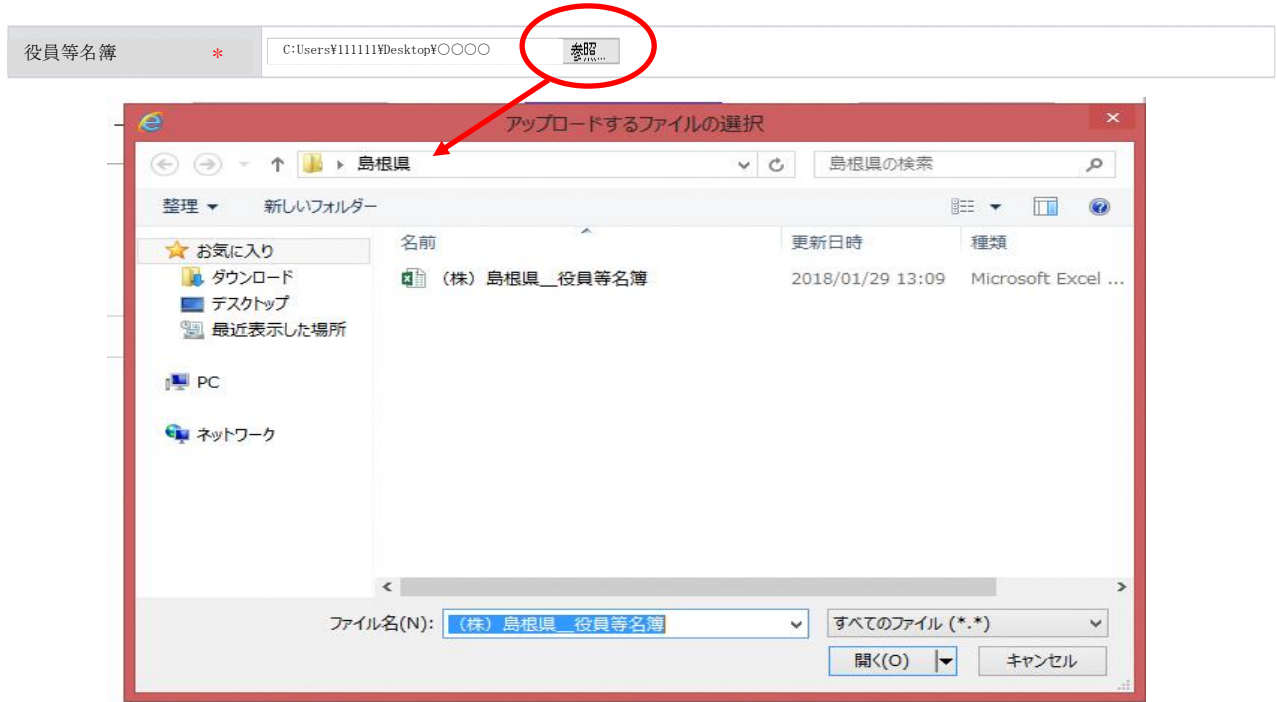 役員等名簿 * C:Users¥111111¥Desktop¥〇〇〇〇 参照...
アップロードするファイルの選択
島根県 島根県の検索
整理 新しいフォルダー
お気に入り
ダウンロード
デスクトップ
最近表示した場所
PC
ネットワーク
名前 更新日時 種類
（株）島根県__役員等名簿 2018/01/29 13:09 Microsoft Excel ...
ファイル名(N): （株）島根県__役員等名簿 すべてのファイル (*.*)
開く(O) キャンセル